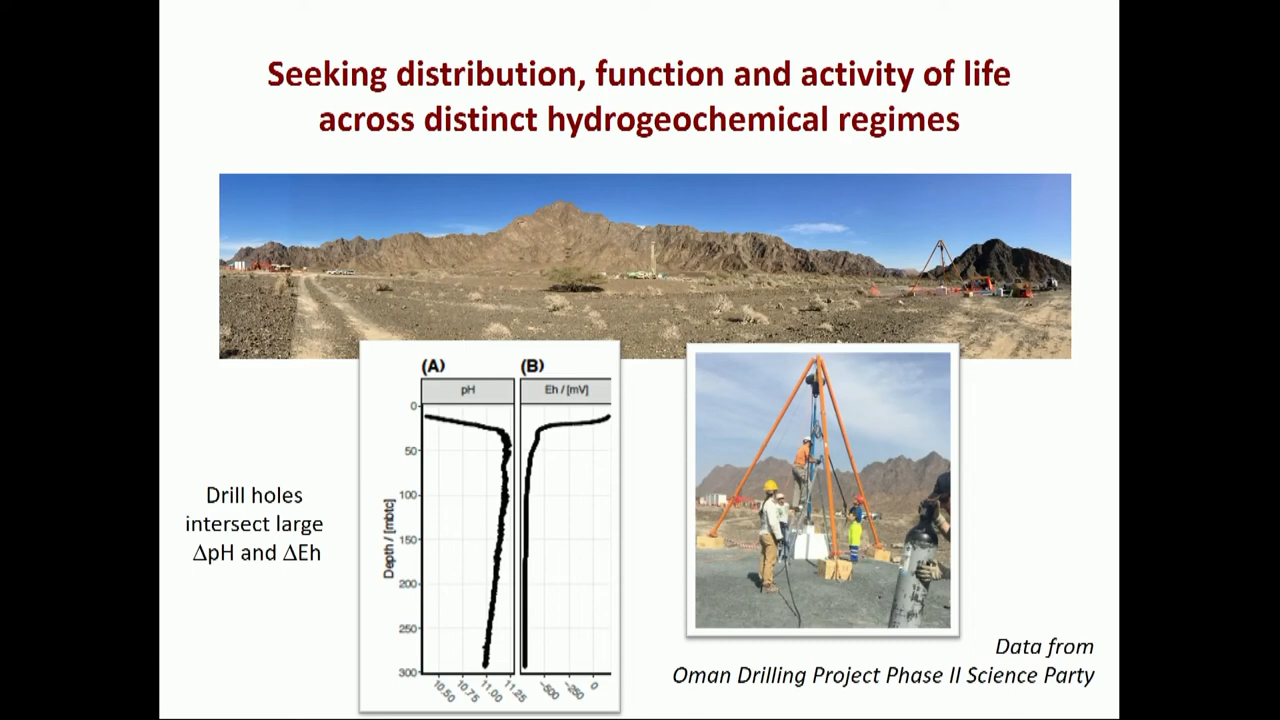 Seeking distribution, function and activity of life
across distinct hydrogeochemical regimes
(A)
(B)
pH
Eh / [mV]
Depth / [mbtc]
0
50
100
150
200
250
300
10.50
10.75
11.00
11.25
-500
-250
0
Drill holes
intersect large
ΔpH and ΔEh
Data from
Oman Drilling Project Phase II Science Party